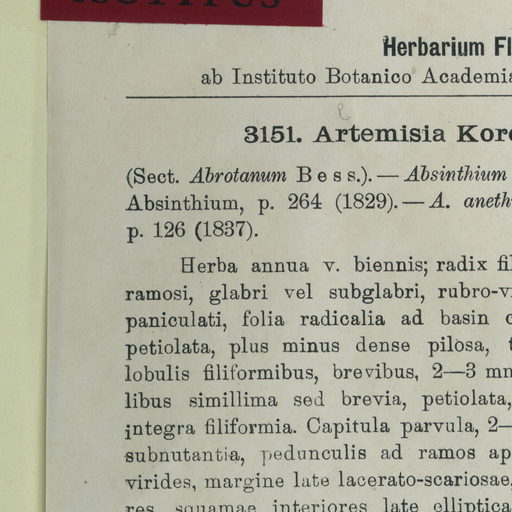 ISOTYPUS
Herbarium Fl
ab Instituto Botanico Academia
3151. Artemisia Kor
(Sect. Abrotanum Bess.). — Absinthium
Absinthium, p. 264 (1829). — A. aneth
p. 126 (1837).
Herba annua v. biennis; radix fil
ramosi, glabri vel subglabri, rubro-v
paniculati, folia radicalia ad basin c
petiolata, plus minus dense pilosa, t
lobulis filiformibus, brevibus, 2—3 mm
libus simillima sed brevia, petiolata,
integra filiformia. Capitula parvula, 2—
subnutantia, pedunculis ad ramos ap
virides, margine late lacerato-scariosae,
res, squamae interiores late elliptica